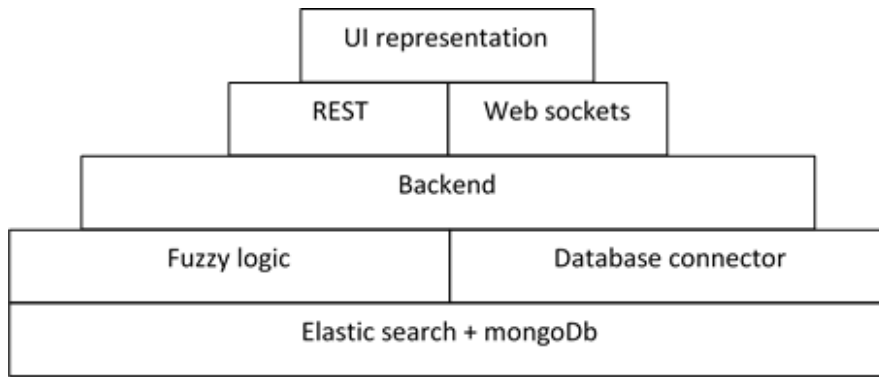 UI representation
REST
Web sockets
Backend
Fuzzy logic
Database connector
Elastic search + mongoDb